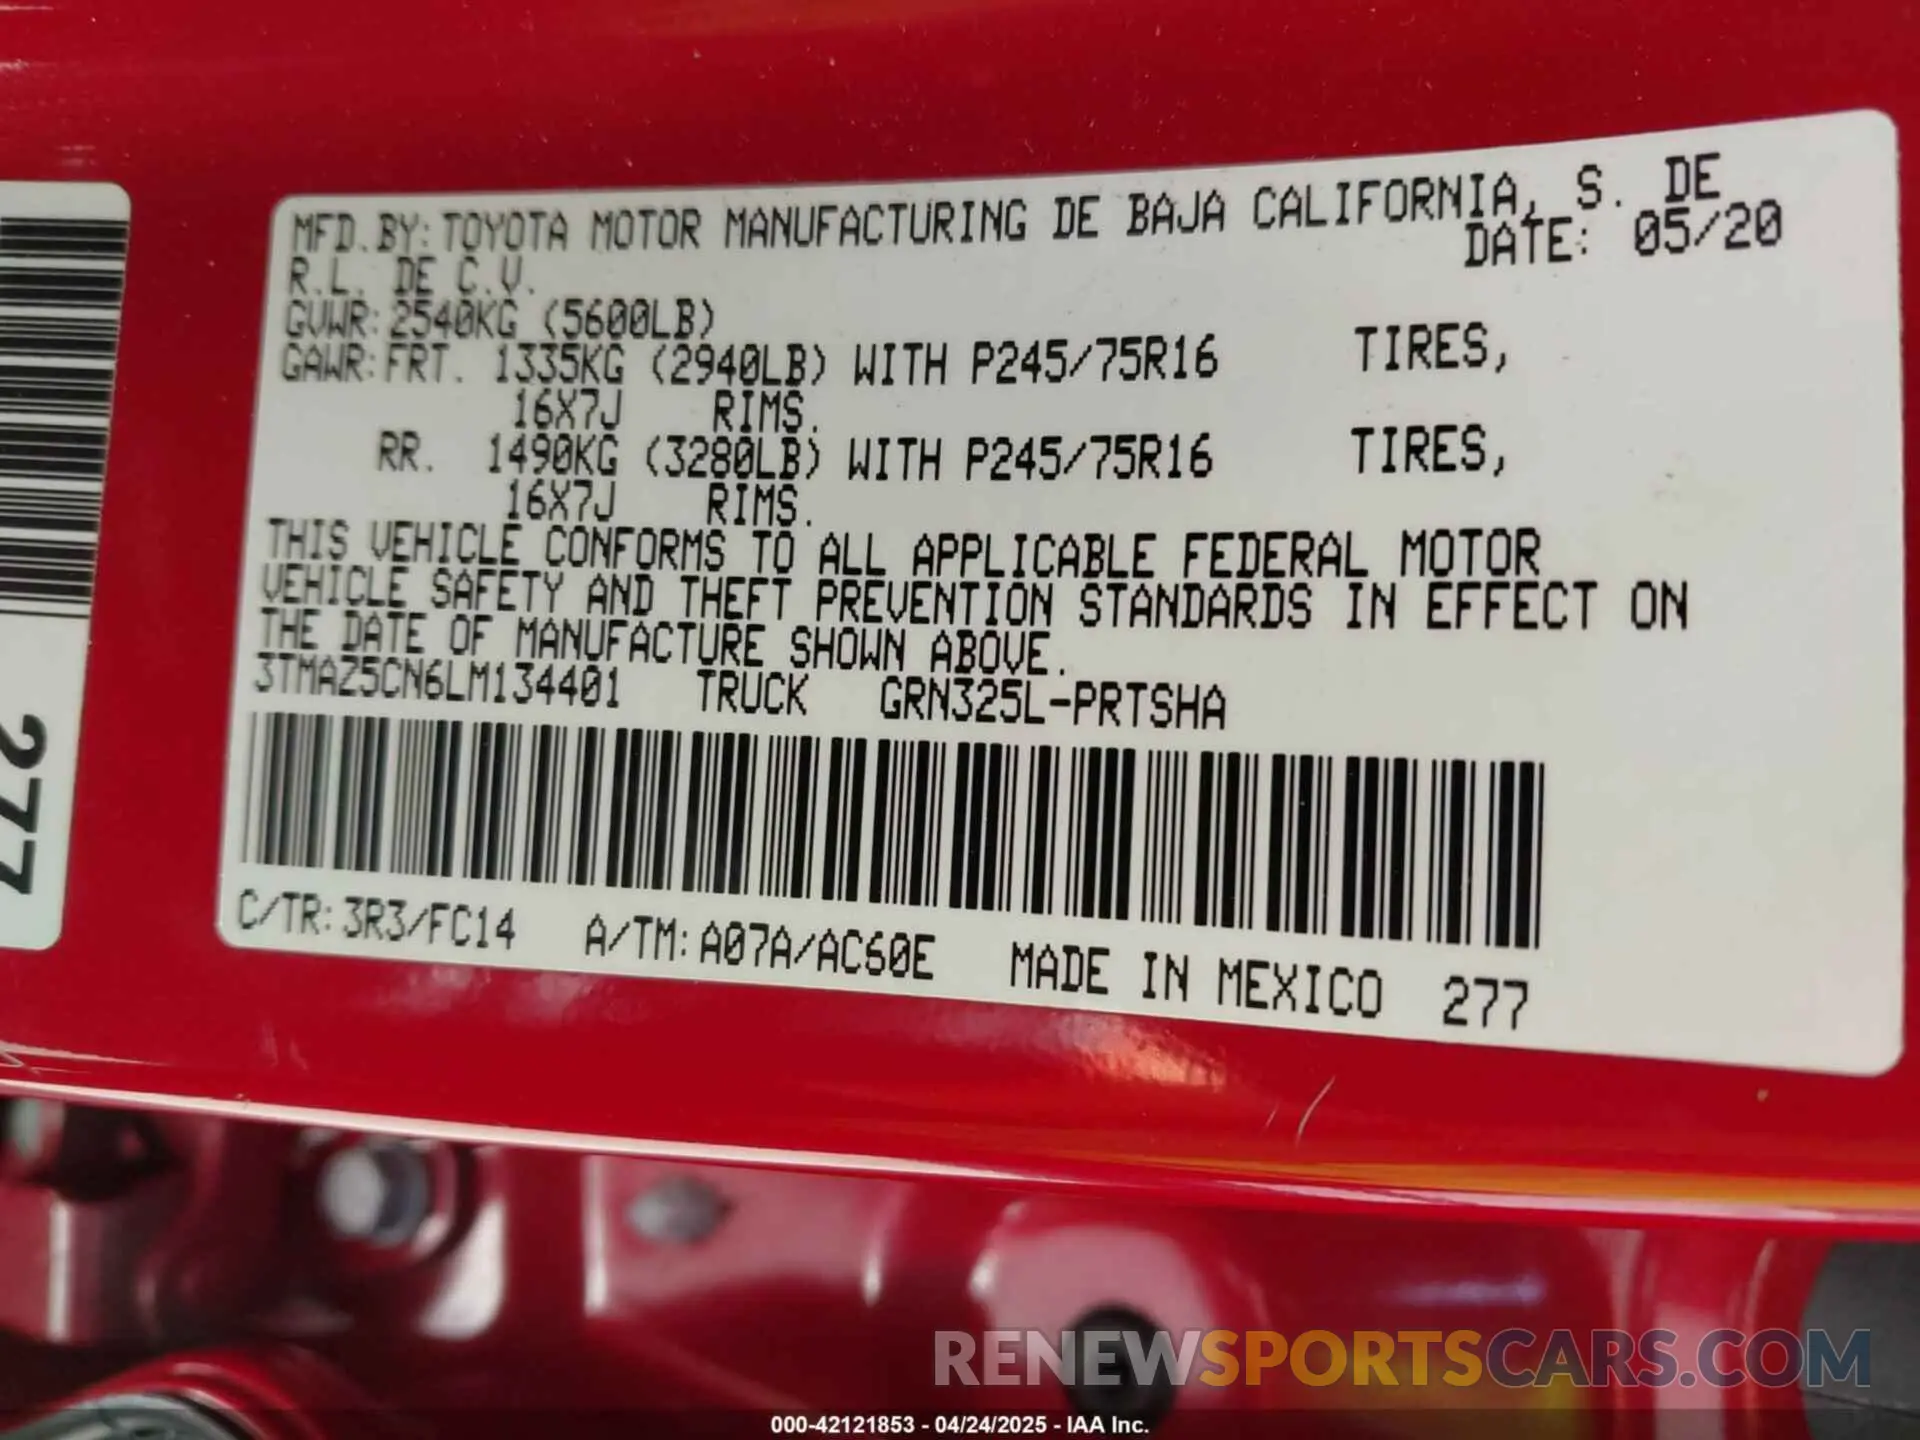 MFD. BY: TOYOTA MOTOR MANUFACTURING DE BAJA CALIFORNIA, S. DE
R.L. DE C.V. DATE: 05/20
GVWR: 2540KG (5600LB)
GAWR: FRT. 1335KG (2940LB) WITH P245/75R16 TIRES,
16X7J RIMS.
RR. 1490KG (3280LB) WITH P245/75R16 TIRES,
16X7J RIMS.
THIS VEHICLE CONFORMS TO ALL APPLICABLE FEDERAL MOTOR
VEHICLE SAFETY AND THEFT PREVENTION STANDARDS IN EFFECT ON
THE DATE OF MANUFACTURE SHOWN ABOVE.
3TMAZ5CN6LM134401 TRUCK GRN325L-PRTSHA
C/TR: 3R3/FC14 A/TM: A07A/AC60E MADE IN MEXICO 277
277
RENEWSPORTSCARS.COM
000-42121853 - 04/24/2025 - IAA Inc.